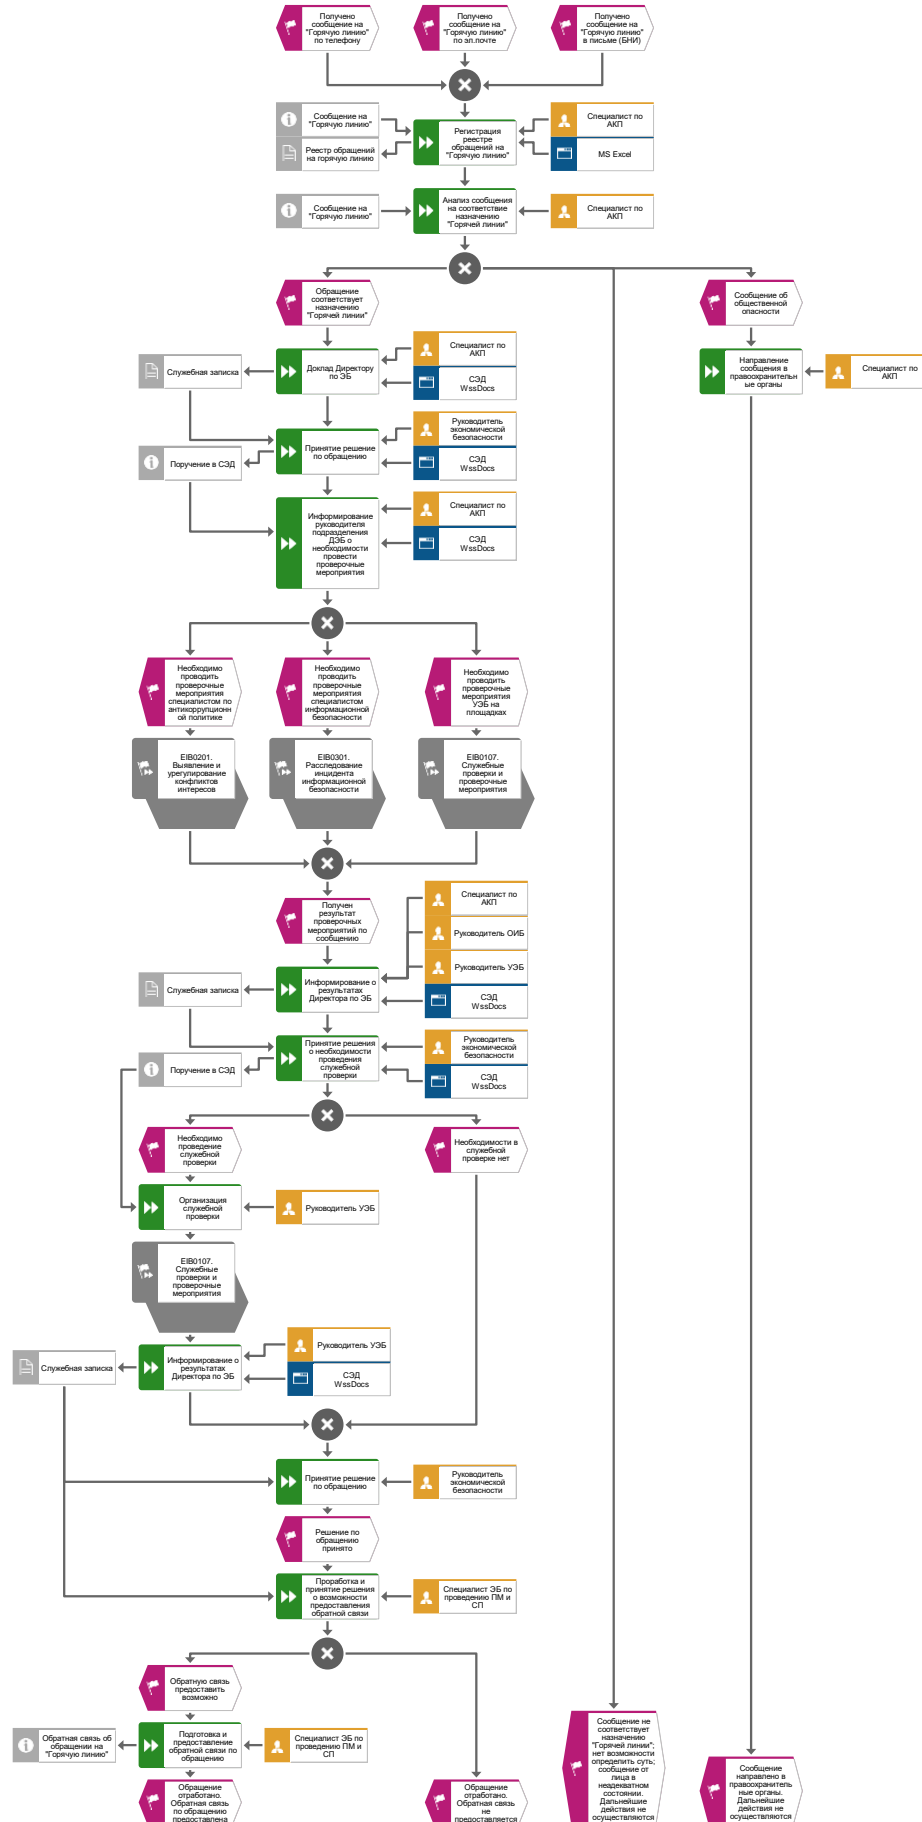 Получено
сообщение на
"Горячую линию"
по телефону
Получено
сообщение на
"Горячую линию"
по эл.почте
Получено
сообщение на
"Горячую линию"
в письме (БНИ)
Сообщение на
"Горячую линию"
Реестр обращений
на горячую линию
Регистрация
реестре
обращений на
"Горячую линию"
Специалист по
АКП
MS Excel
Сообщение на
"Горячую линию"
Анализ сообщения
на соответствие
назначению
"Горячей линии"
Специалист по
АКП
Обращение
соответствует
назначению
"Горячей линии"
Сообщение об
общественной
опасности
Служебная записка
Доклад Директору
по ЭБ
Специалист по
АКП
СЭД
WssDocs
Направление
сообщения в
правоохранительн
ые органы
Специалист по
АКП
Поручение в СЭД
Принятие решение
по обращению
Руководитель
экономической
безопасности
СЭД
WssDocs
Информирование
руководителя
подразделения
ДЭБ о
необходимости
провести
проверочные
мероприятия
Специалист по
АКП
СЭД
WssDocs
Необходимо
проводить
проверочные
мероприятия
специалистом по
антикоррупционн
ой политике
Необходимо
проводить
проверочные
мероприятия
специалистом
информационной
безопасности
Необходимо
проводить
проверочные
мероприятия
УЭБ на
площадках
EIB0201.
Выявление и
урегулирование
конфликтов
интересов
EIB0301.
Расследование
инцидента
информационной
безопасности
EIB0107.
Служебные
проверки и
проверочные
мероприятия
Получен
результат
проверочных
мероприятий по
сообщению
Специалист по
АКП
Руководитель ОИБ
Руководитель УЭБ
СЭД
WssDocs
Служебная записка
Информирование о
результатах
Директора по ЭБ
Поручение в СЭД
Принятие решения
о необходимости
проведения
служебной
проверки
Руководитель
экономической
безопасности
СЭД
WssDocs
Необходимо
проведение
служебной
проверки
Необходимости в
служебной
проверке нет
Организация
служебной
проверки
Руководитель УЭБ
EIB0107.
Служебные
проверки и
проверочные
мероприятия
Служебная записка
Информирование о
результатах
Директора по ЭБ
Руководитель УЭБ
СЭД
WssDocs
Принятие решение
по обращению
Руководитель
экономической
безопасности
Решение по
обращению
принято
Проработка и
принятие решения
о возможности
предоставления
обратной связи
Специалист ЭБ по
проведению ПМ и
СП
Обратную связь
предоставить
возможно
Обратная связь об
обращении на
"Горячую линию"
Подготовка и
предоставление
обратной связи по
обращению
Специалист ЭБ по
проведению ПМ и
СП
Обращение
отработано.
Обратная связь
по обращению
предоставлена
Обращение
отработано.
Обратная связь
не
предоставляется
Сообщение не
соответствует
назначению
"Горячей линии";
нет возможности
определить суть;
сообщение от
лица в
неадекватном
состоянии.
Дальнейшие
действия не
осуществляются
Сообщение
направлено в
правоохранитель
ные органы.
Дальнейшие
действия не
осуществляются